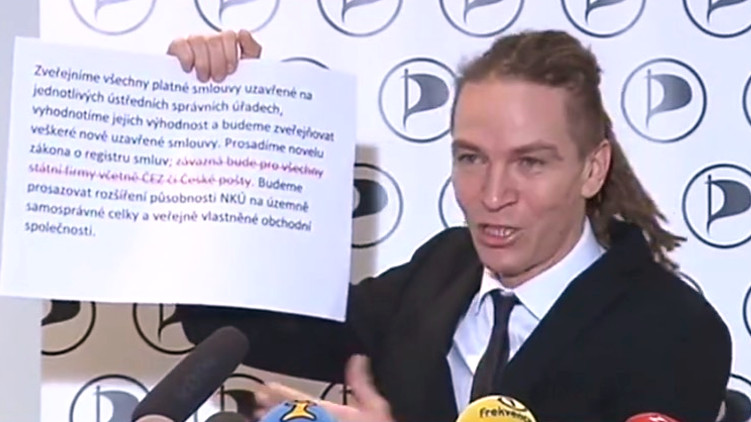 Zveřejníme všechny platné smlouvy uzavřené na
jednotlivých ústředních správních úřadech,
vyhodnotíme jejich výhodnost a budeme zveřejňovat
veškeré nově uzavřené smlouvy. Prosadíme novelu
zákona o registru smluv; závazná bude pro všechny
státní firmy včetně ČEZ či České pošty. Budeme
prosazovat rozšíření působnosti NKÚ na územně
samosprávné celky a veřejně vlastněné obchodní
společnosti.
frekvence